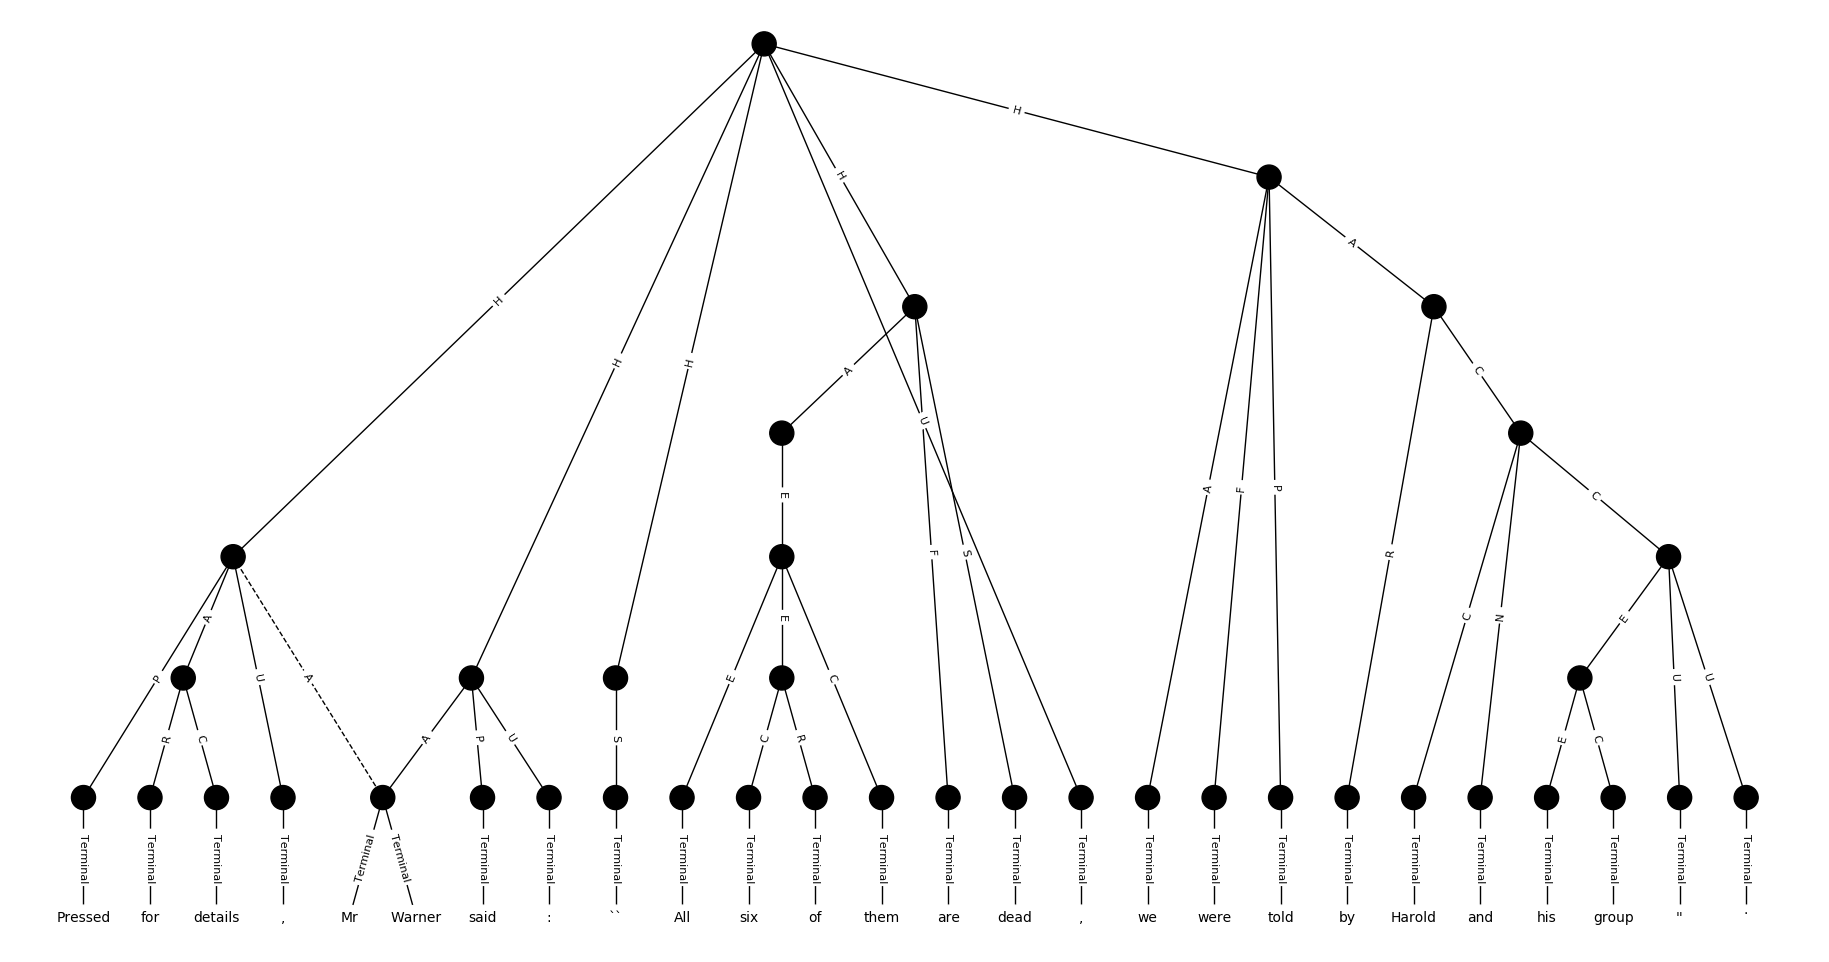 H
H
H
A
H
C
H
H
A
U
A
F
P
E
C
F
S
R
A
E
C
N
E
P
U
A
E
C
U
U
R
C
A
P
U
S
C
R
E
C
Terminal Terminal Terminal Terminal Terminal Terminal Terminal Terminal Terminal Terminal Terminal Terminal Terminal Terminal Terminal Terminal Terminal Terminal Terminal Terminal Terminal Terminal Terminal Terminal Terminal Terminal
Pressed for details , Mr Warner said : `` All six of them are dead , we were told by Harold and his group " .